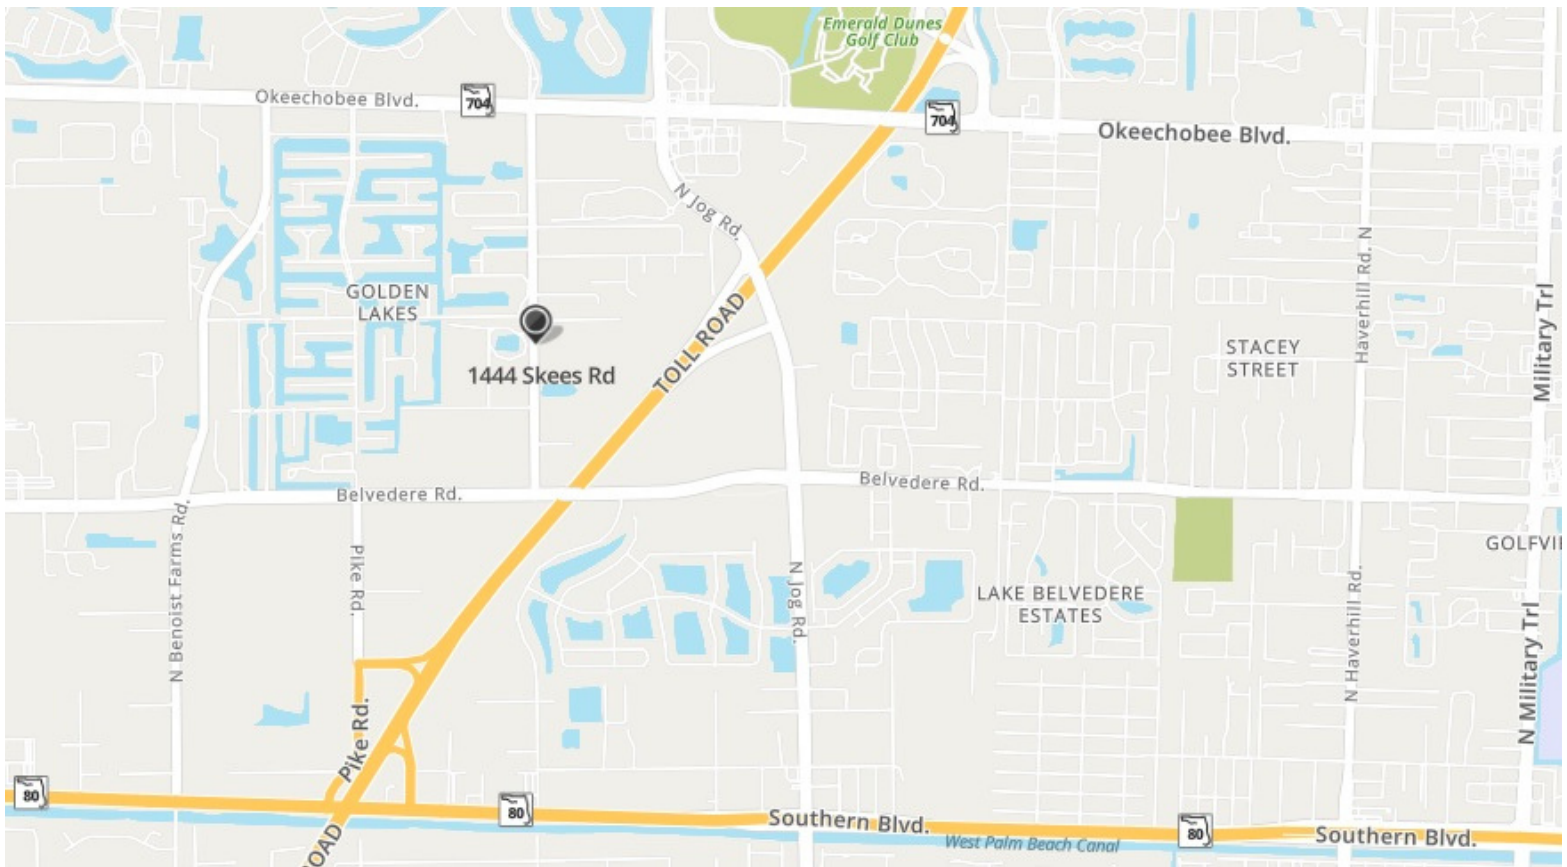 Emerald Dunes
Golf Club
Okeechobee Blvd.
704
704
Okeechobee Blvd.
N Jog Rd.
Haverhill Rd. N
GOLDEN
LAKES
TOLL ROAD
Military Trl
STACEY
STREET
1444 Skees Rd
Belvedere Rd.
Belvedere Rd.
N Benoist Farms Rd.
Pike Rd.
N Jog Rd.
GOLFVI
LAKE BELVEDERE
ESTATES
N Haverhill Rd.
N Military Trl
Pike Rd.
80
80
Southern Blvd.
80
Southern Blvd.
West Palm Beach Canal
OAD